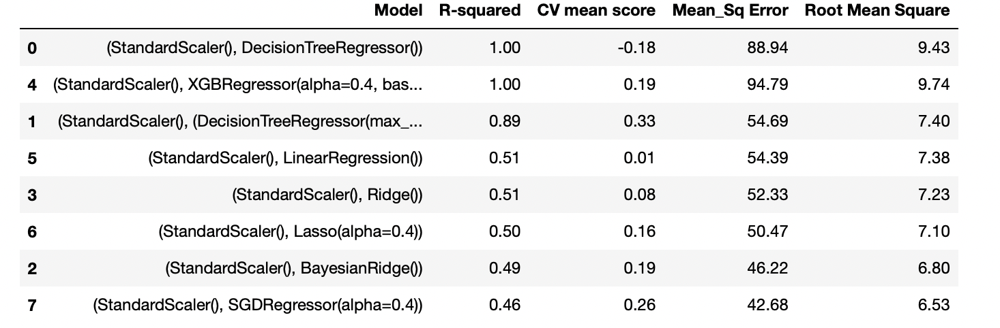 Model R-squared CV mean score Mean_Sq Error Root Mean Square
0 (StandardScaler(), DecisionTreeRegressor()) 1.00 -0.18 88.94 9.43
4 (StandardScaler(), XGBRegressor(alpha=0.4, bas... 1.00 0.19 94.79 9.74
1 (StandardScaler(), (DecisionTreeRegressor(max_... 0.89 0.33 54.69 7.40
5 (StandardScaler(), LinearRegression()) 0.51 0.01 54.39 7.38
3 (StandardScaler(), Ridge()) 0.51 0.08 52.33 7.23
6 (StandardScaler(), Lasso(alpha=0.4)) 0.50 0.16 50.47 7.10
2 (StandardScaler(), BayesianRidge()) 0.49 0.19 46.22 6.80
7 (StandardScaler(), SGDRegressor(alpha=0.4)) 0.46 0.26 42.68 6.53